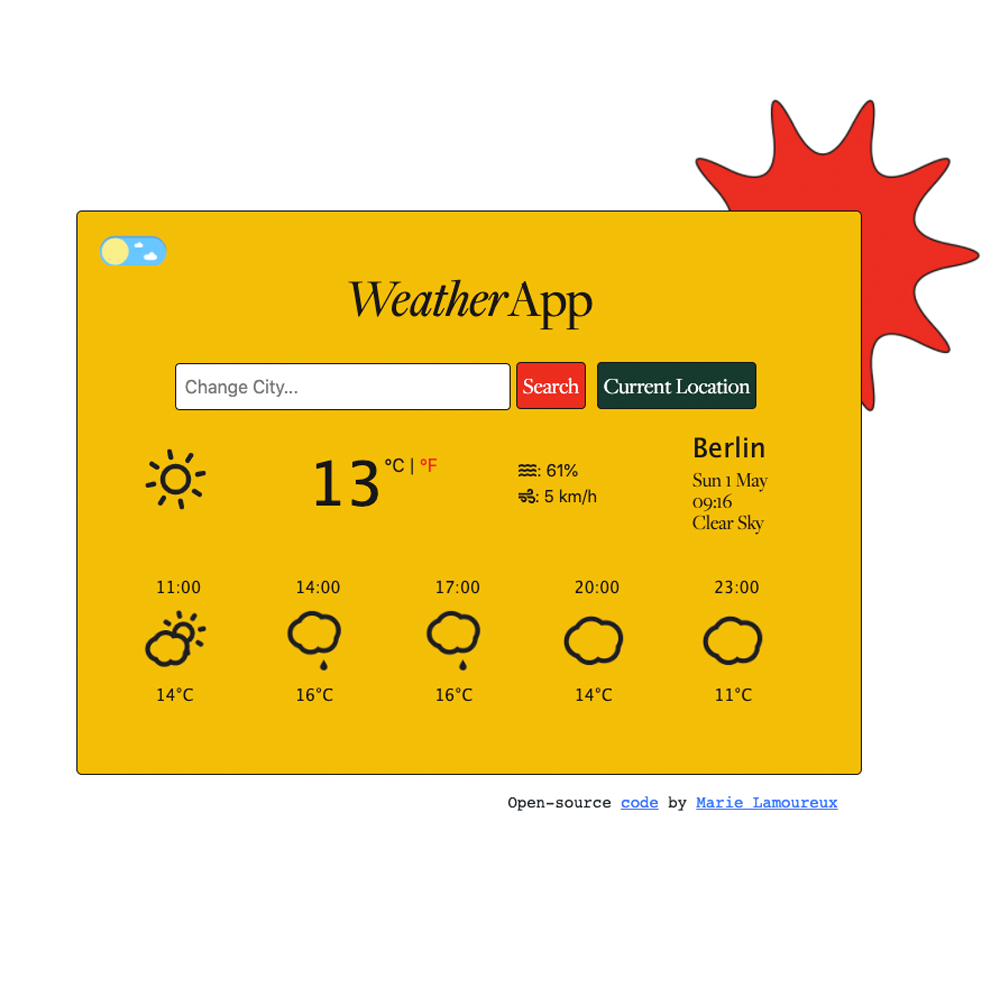 WeatherApp
Change City...
Search
Current Location
13 °C | °F
: 61%
: 5 km/h
Berlin
Sun 1 May
09:16
Clear Sky
11:00 14:00 17:00 20:00 23:00
14°C 16°C 16°C 14°C 11°C
Open-source code by Marie Lamoureux